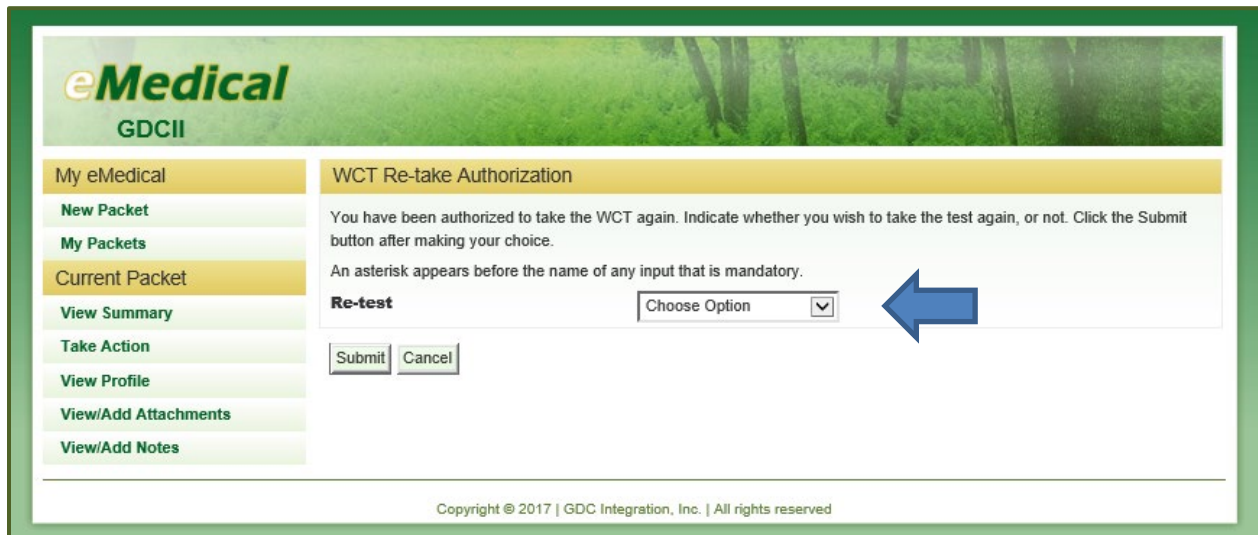 eMedical
GDCII
My eMedical
New Packet
My Packets
Current Packet
View Summary
Take Action
View Profile
View/Add Attachments
View/Add Notes
WCT Re-take Authorization
You have been authorized to take the WCT again. Indicate whether you wish to take the test again, or not. Click the Submit
button after making your choice.
An asterisk appears before the name of any input that is mandatory.
Re-test Choose Option
Submit Cancel
Copyright © 2017 | GDC Integration, Inc. | All rights reserved